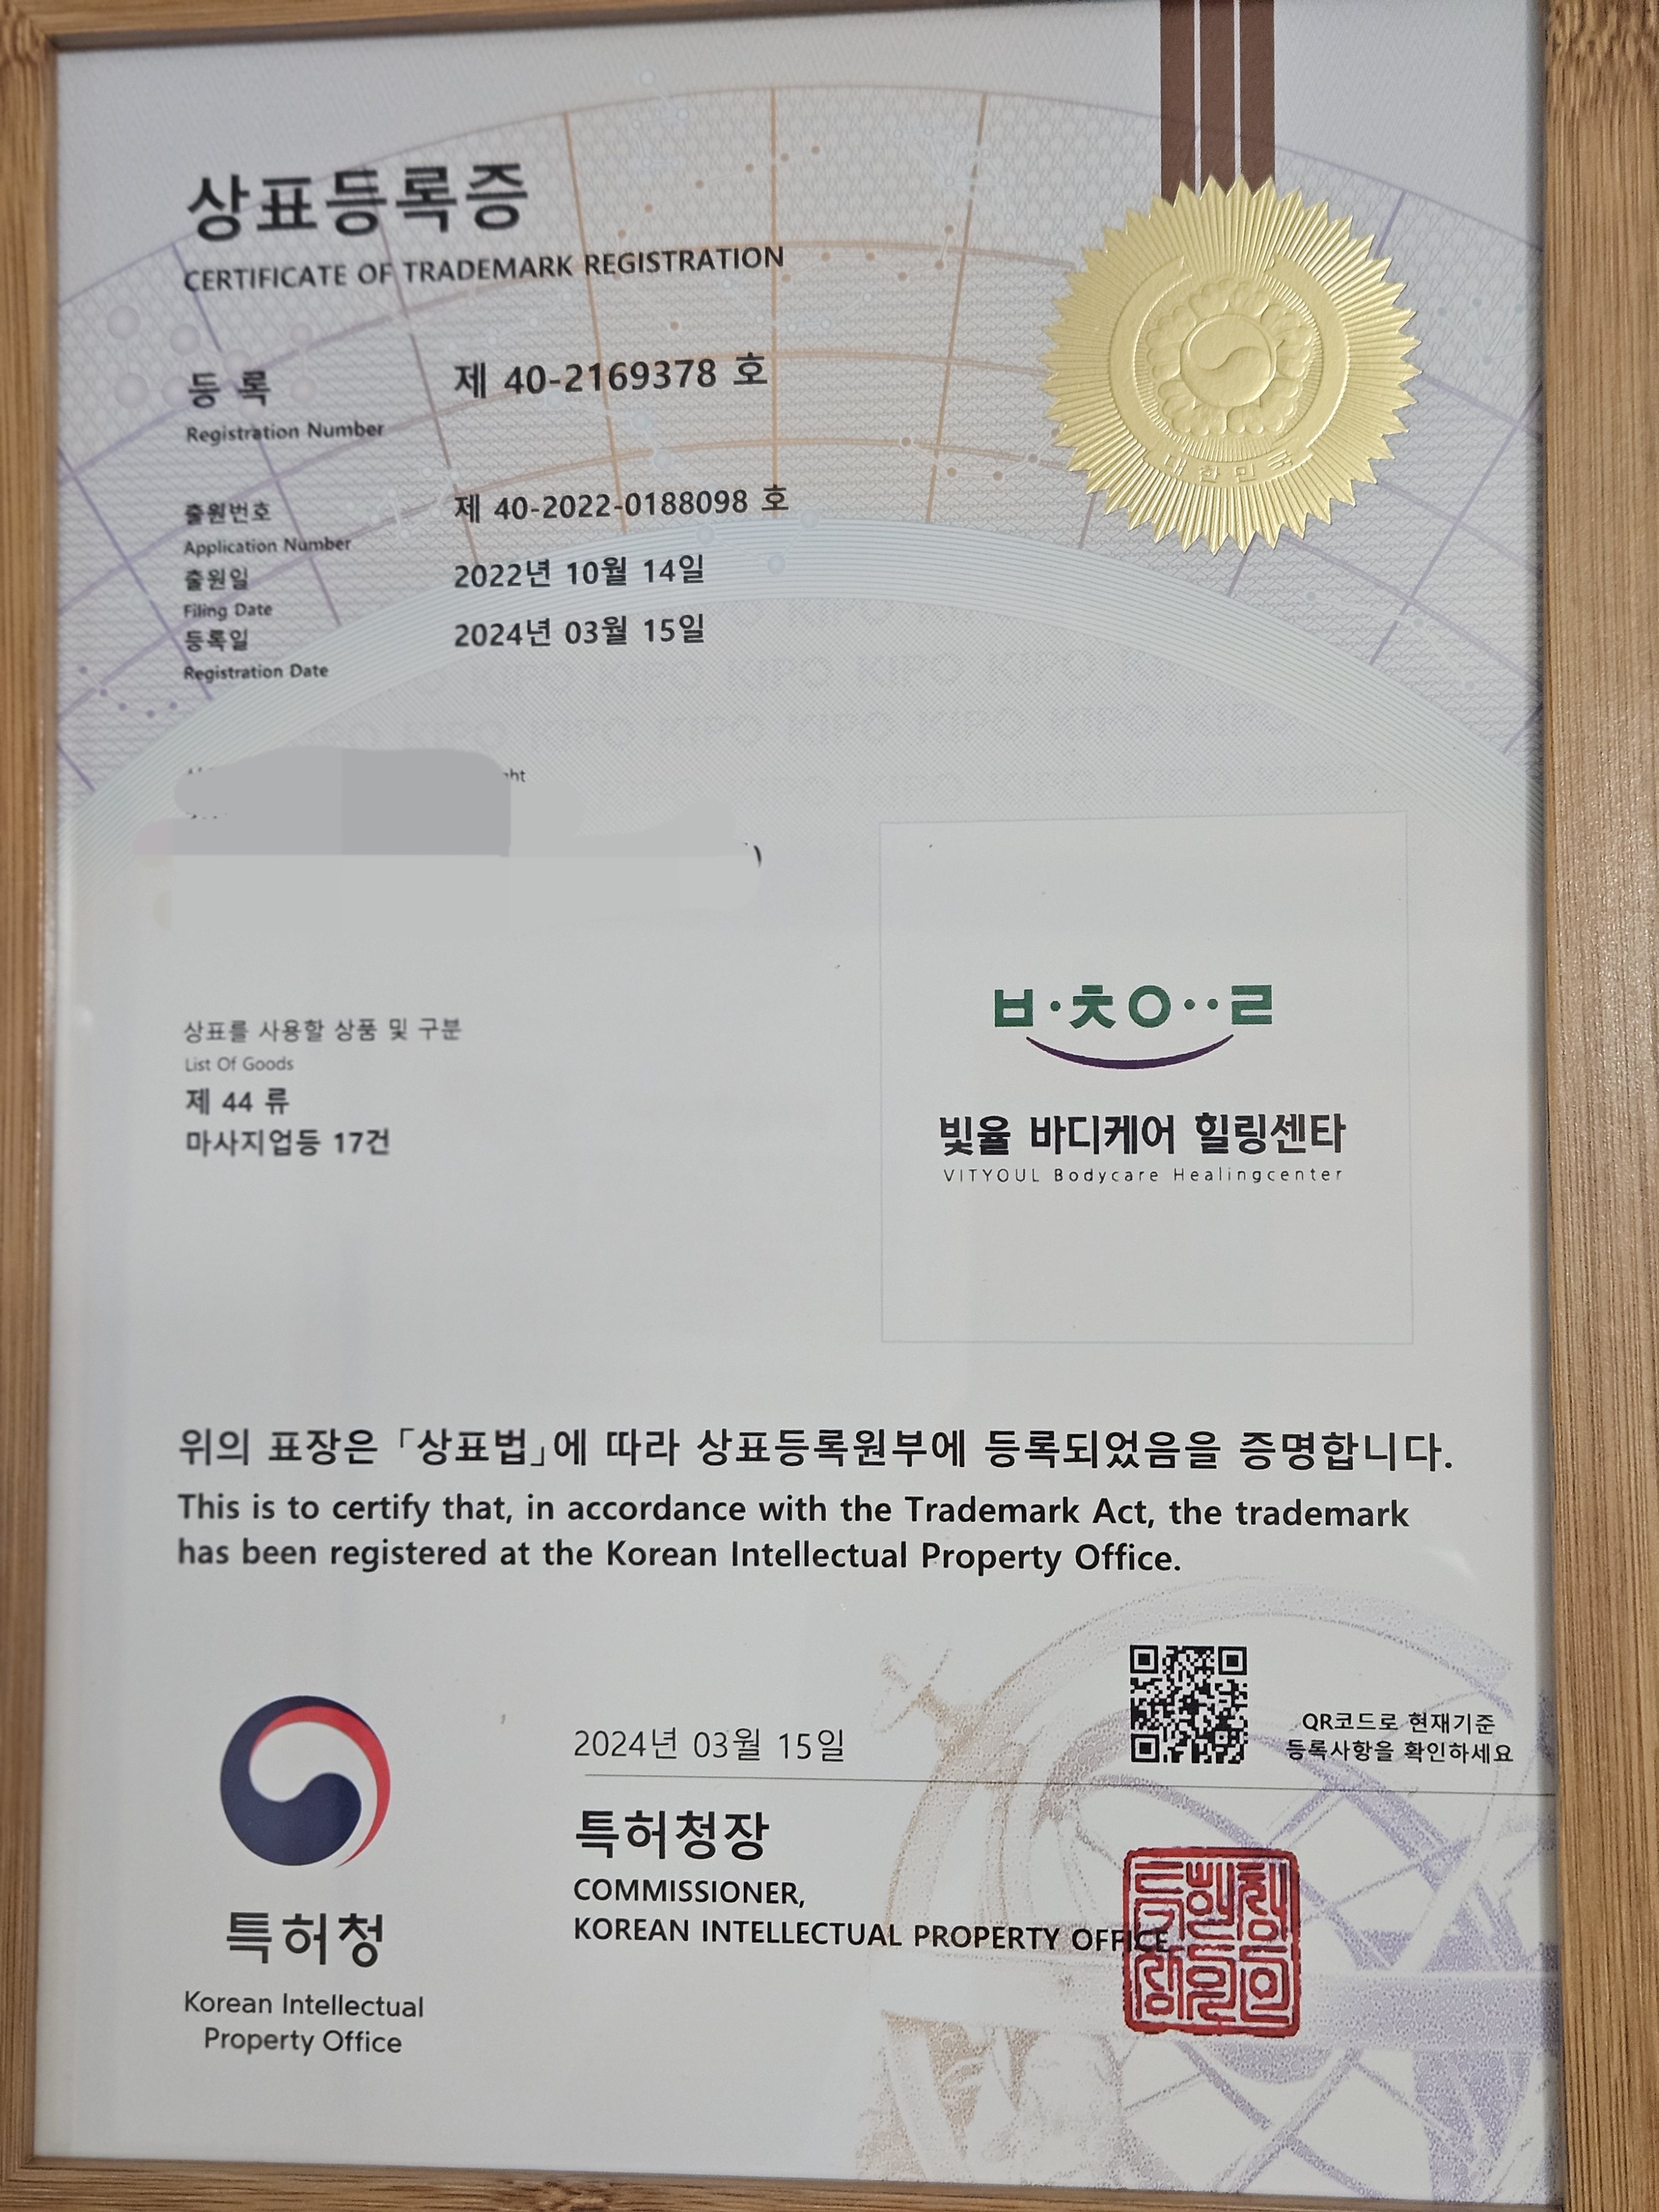 상표등록증
CERTIFICATE OF TRADEMARK REGISTRATION
등 록 제 40-2169378 호
Registration Number
출원번호 제 40-2022-0188098 호
Application Number
출원일 2022년 10월 14일
Filing Date
등록일 2024년 03월 15일
Registration Date
대한민국
상표를 사용할 상품 및 구분
List Of Goods
제 44 류
마사지업등 17건
ㅂ·ㅊㅇ··ㄹ
빛율 바디케어 힐링센타
VITYOUL Bodycare Healingcenter
위의 표장은 「상표법」에 따라 상표등록원부에 등록되었음을 증명합니다.
This is to certify that, in accordance with the Trademark Act, the trademark
has been registered at the Korean Intellectual Property Office.
QR코드로 현재기준
등록사항을 확인하세요
2024년 03월 15일
특허청장
COMMISSIONER,
KOREAN INTELLECTUAL PROPERTY OFFICE
특허청
Korean Intellectual
Property Office